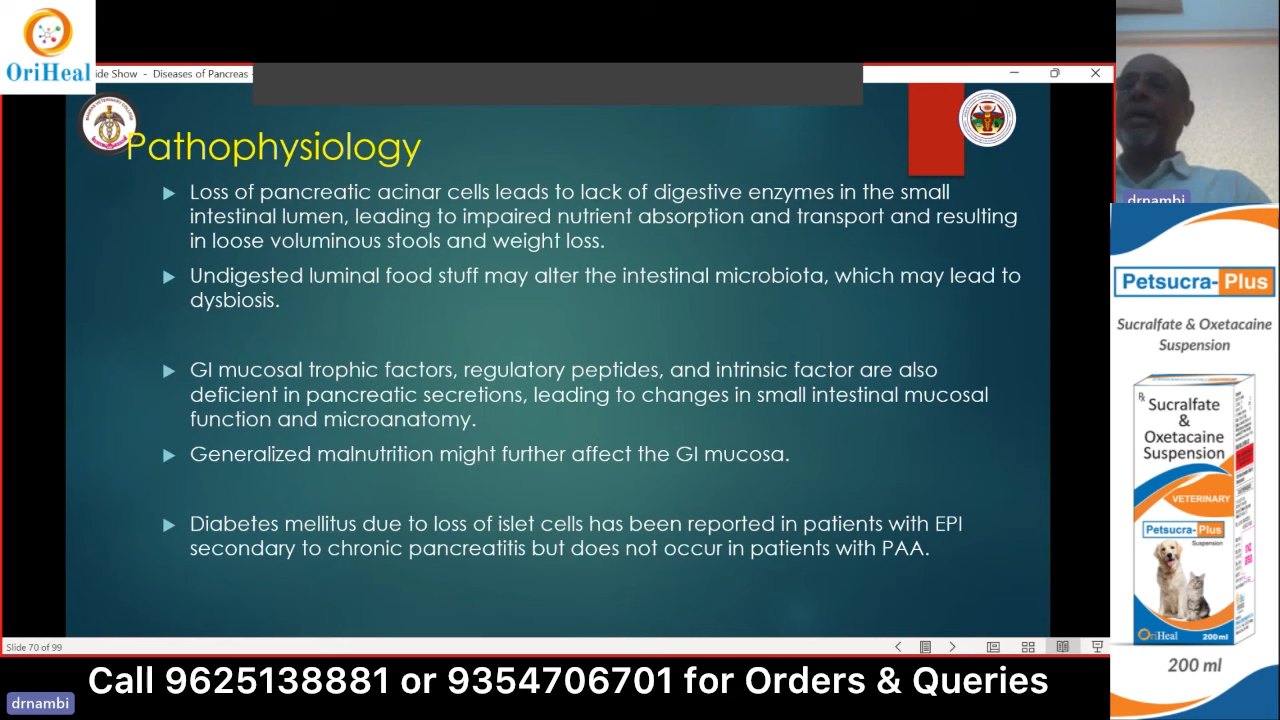 OriHeal
ide Show - Diseases of Pancreas -
Pathophysiology
Loss of pancreatic acinar cells leads to lack of digestive enzymes in the small
intestinal lumen, leading to impaired nutrient absorption and transport and resulting
in loose voluminous stools and weight loss.
Undigested luminal food stuff may alter the intestinal microbiota, which may lead to
dysbiosis.
GI mucosal trophic factors, regulatory peptides, and intrinsic factor are also
deficient in pancreatic secretions, leading to changes in small intestinal mucosal
function and microanatomy.
Generalized malnutrition might further affect the GI mucosa.
Diabetes mellitus due to loss of islet cells has been reported in patients with EPI
secondary to chronic pancreatitis but does not occur in patients with PAA.
Slide 70 of 99
drnambi
Petsucra-Plus
Sucralfate & Oxetacaine
Suspension
Rx
Sucralfate
&
Oxetacaine
Suspension
VETERINARY
Petsucra-Plus
Suspension
OriHeal
200ml
200 ml
Call 9625138881 or 9354706701 for Orders & Queries
drnambi